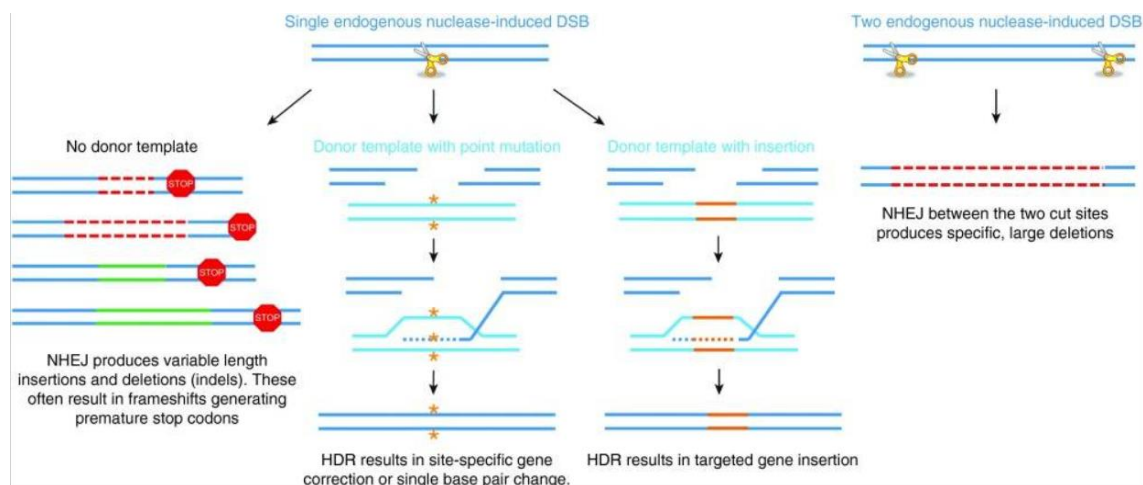 Single endogenous nuclease-induced DSB
Two endogenous nuclease-induced DSB
No donor template
STOP
STOP
STOP
STOP
NHEJ produces variable length
insertions and deletions (indels). These
often result in frameshifts generating
premature stop codons
Donor template with point mutation
*
*
*
*
*
*
*
HDR results in site-specific gene
correction or single base pair change.
Donor template with insertion
HDR results in targeted gene insertion
NHEJ between the two cut sites
produces specific, large deletions